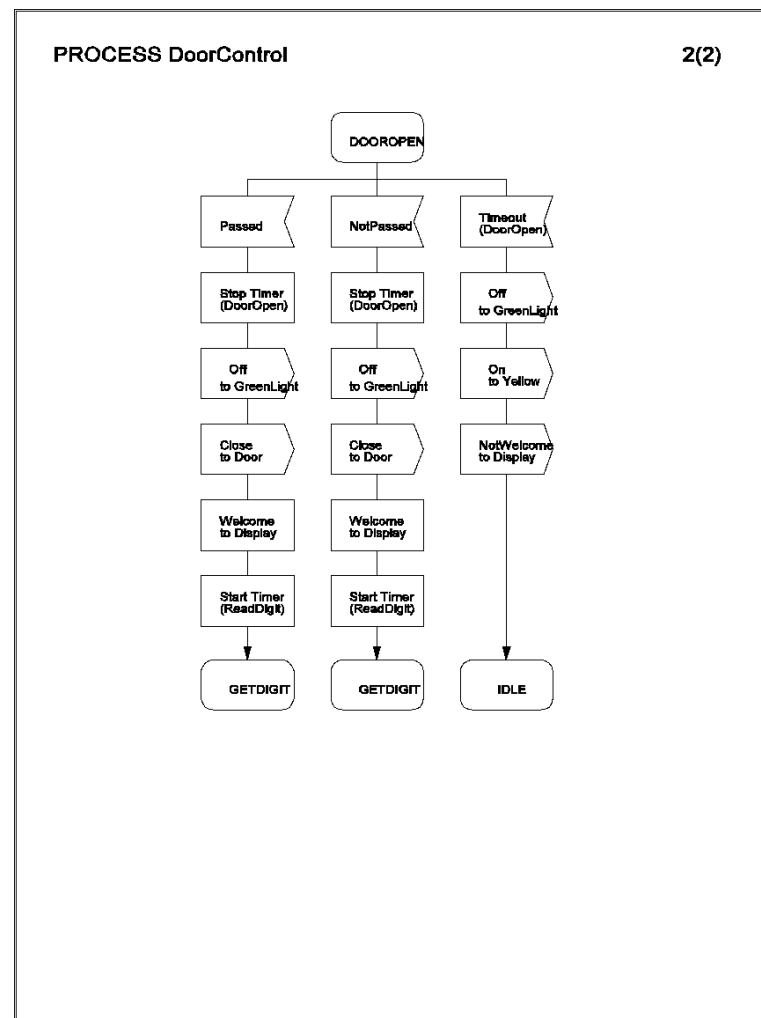 PROCESS DoorControl 2(2)
DOOROPEN
Passed
NotPassed
Timeout
(DoorOpen)
Stop Timer
(DoorOpen)
Stop Timer
(DoorOpen)
Off
to GreenLight
Off
to GreenLight
Off
to GreenLight
On
to Yellow
Close
to Door
Close
to Door
NotWelcome
to Display
Welcome
to Display
Welcome
to Display
Start Timer
(ReadDigit)
Start Timer
(ReadDigit)
GETDIGIT
GETDIGIT
IDLE